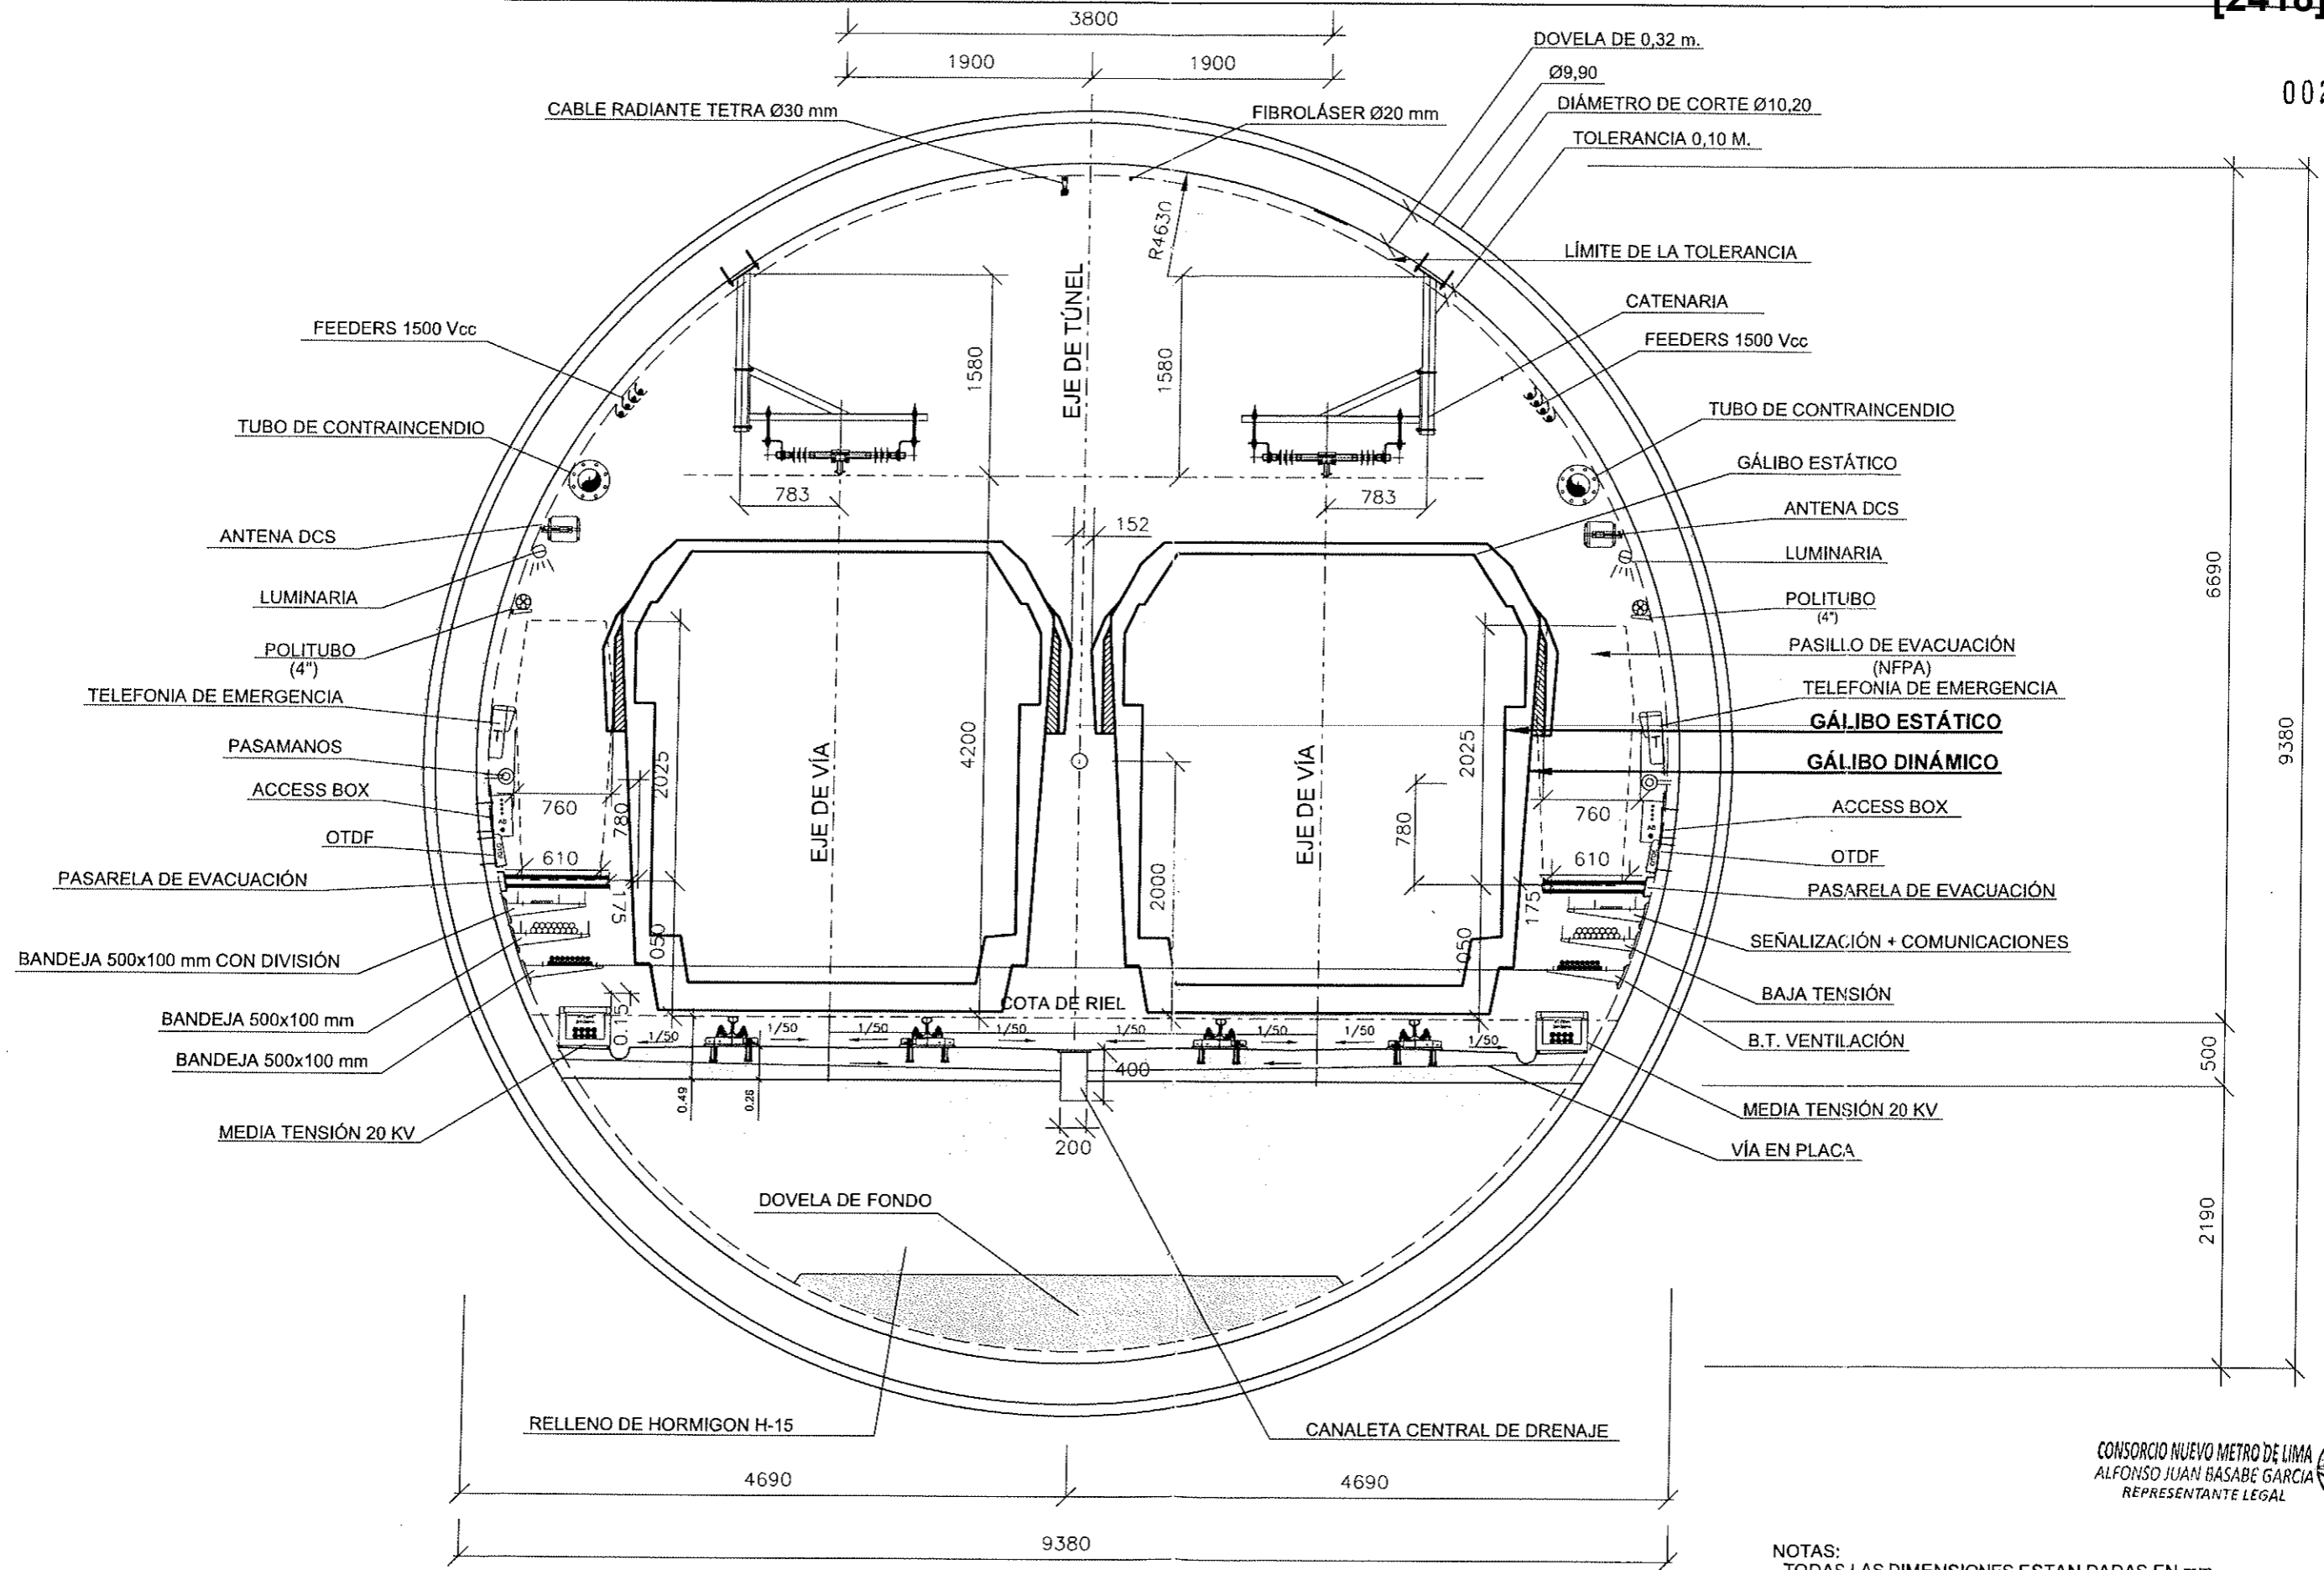 3800
1900
1900
DOVELA DE 0,32 m.
Ø9,90
DIÁMETRO DE CORTE Ø10,20
TOLERANCIA 0,10 M.
002
CABLE RADIANTE TETRA Ø30 mm
FIBROLÁSER Ø20 mm
R4630
LÍMITE DE LA TOLERANCIA
CATENARIA
FEEDERS 1500 Vcc
FEEDERS 1500 Vcc
EJE DE TÚNEL
1580
1580
TUBO DE CONTRAINCENDIO
TUBO DE CONTRAINCENDIO
GÁLIBO ESTÁTICO
783
783
152
ANTENA DCS
ANTENA DCS
LUMINARIA
LUMINARIA
POLITUBO
(4")
POLITUBO
(4")
PASILLO DE EVACUACIÓN
(NFPA)
TELEFONIA DE EMERGENCIA
TELEFONIA DE EMERGENCIA
GÁLIBO ESTÁTICO
GÁLIBO DINÁMICO
PASAMANOS
ACCESS BOX
ACCESS BOX
OTDF
OTDF
PASARELA DE EVACUACIÓN
PASARELA DE EVACUACIÓN
760
780
2025
610
175
050
EJE DE VÍA
4200
2000
EJE DE VÍA
780
2025
760
610
175
050
6690
9380
500
2190
BANDEJA 500x100 mm CON DIVISIÓN
BANDEJA 500x100 mm
BANDEJA 500x100 mm
MEDIA TENSIÓN 20 KV
SEÑALIZACIÓN + COMUNICACIONES
BAJA TENSIÓN
B.T. VENTILACIÓN
MEDIA TENSIÓN 20 KV
VÍA EN PLACA
COTA DE RIEL
0.15
1/50
1/50
1/50
1/50
1/50
1/50
1/50
1/50
0.49
0.28
400
200
DOVELA DE FONDO
RELLENO DE HORMIGON H-15
CANALETA CENTRAL DE DRENAJE
4690
4690
9380
CONSORCIO NUEVO METRO DE LIMA
ALFONSO JUAN BASABE GARCIA
REPRESENTANTE LEGAL
NOTAS:
TODAS LAS DIMENSIONES ESTAN DADAS EN mm